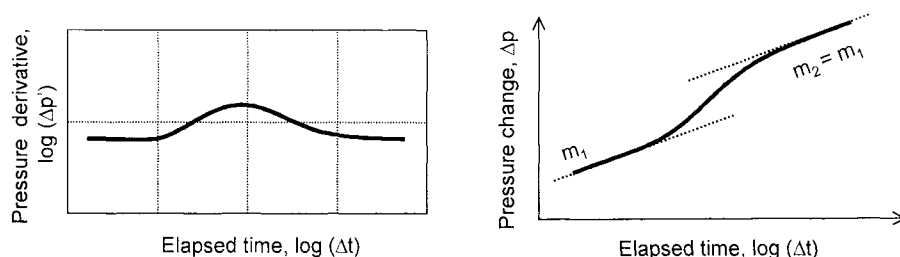 Pressure derivative,
log (Δp')
Elapsed time, log (Δt)
Pressure change, Δp
m₁
m₂ = m₁
Elapsed time, log (Δt)